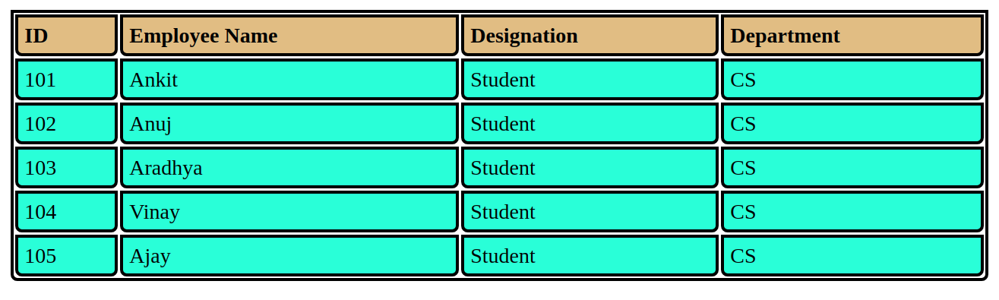 ID Employee Name Designation Department
101 Ankit Student CS
102 Anuj Student CS
103 Aradhya Student CS
104 Vinay Student CS
105 Ajay Student CS